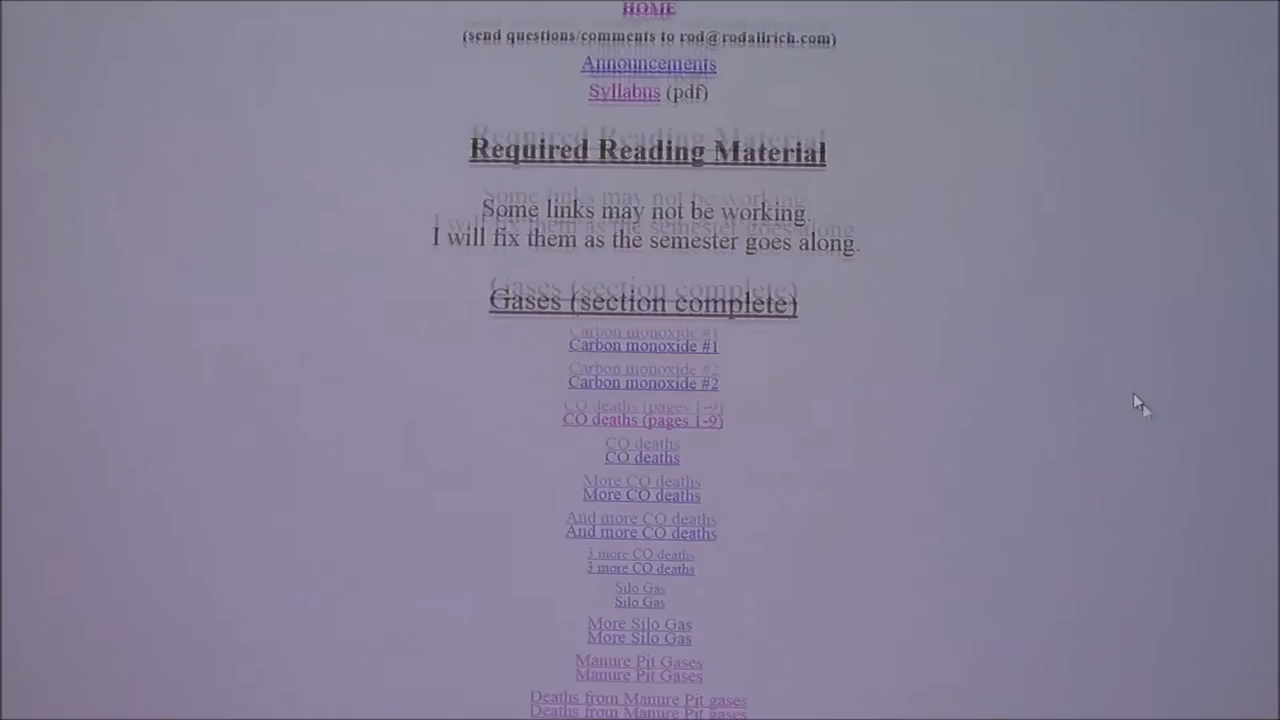 HOME
(send questions/comments to rod@rodallrich.com)
Announcements
Syllabus (pdf)
Required Reading Material
Some links may not be working.
I will fix them as the semester goes along.
Gases (section complete)
Carbon monoxide #1
Carbon monoxide #2
CO deaths (pages 1-9)
CO deaths
More CO deaths
And more CO deaths
3 more CO deaths
Silo Gas
More Silo Gas
Manure Pit Gases
Deaths from Manure Pit gases